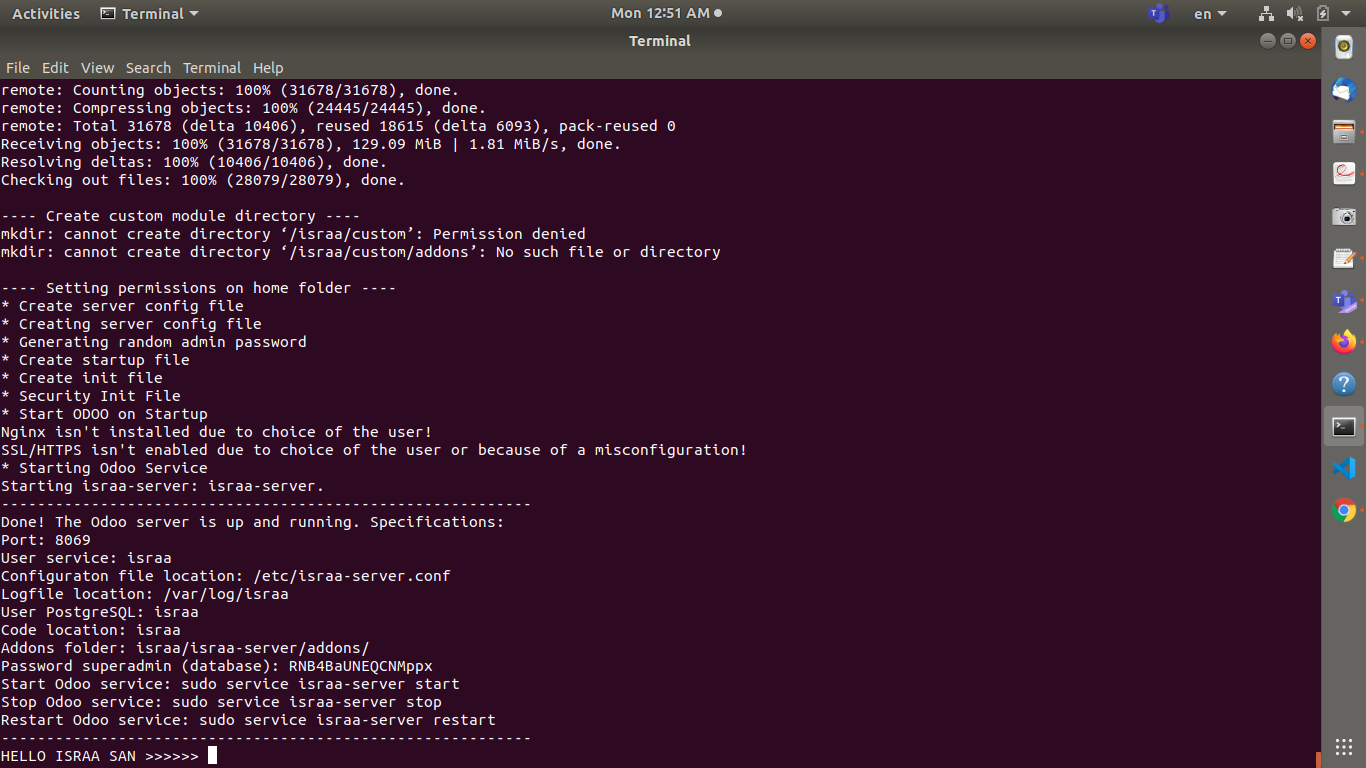 Activities Terminal Mon 12:51 AM en
Terminal
File Edit View Search Terminal Help
remote: Counting objects: 100% (31678/31678), done.
remote: Compressing objects: 100% (24445/24445), done.
remote: Total 31678 (delta 10406), reused 18615 (delta 6093), pack-reused 0
Receiving objects: 100% (31678/31678), 129.09 MiB | 1.81 MiB/s, done.
Resolving deltas: 100% (10406/10406), done.
Checking out files: 100% (28079/28079), done.
---- Create custom module directory ----
mkdir: cannot create directory ‘/israa/custom’: Permission denied
mkdir: cannot create directory ‘/israa/custom/addons’: No such file or directory
---- Setting permissions on home folder ----
* Create server config file
* Creating server config file
* Generating random admin password
* Create startup file
* Create init file
* Security Init File
* Start ODOO on Startup
Nginx isn't installed due to choice of the user!
SSL/HTTPS isn't enabled due to choice of the user or because of a misconfiguration!
* Starting Odoo Service
Starting israa-server: israa-server.
-----------------------------------------------------------
Done! The Odoo server is up and running. Specifications:
Port: 8069
User service: israa
Configuraton file location: /etc/israa-server.conf
Logfile location: /var/log/israa
User PostgreSQL: israa
Code location: israa
Addons folder: israa/israa-server/addons/
Password superadmin (database): RNB4BaUNEQCNMppx
Start Odoo service: sudo service israa-server start
Stop Odoo service: sudo service israa-server stop
Restart Odoo service: sudo service israa-server restart
-----------------------------------------------------------
HELLO ISRAA SAN >>>>>>